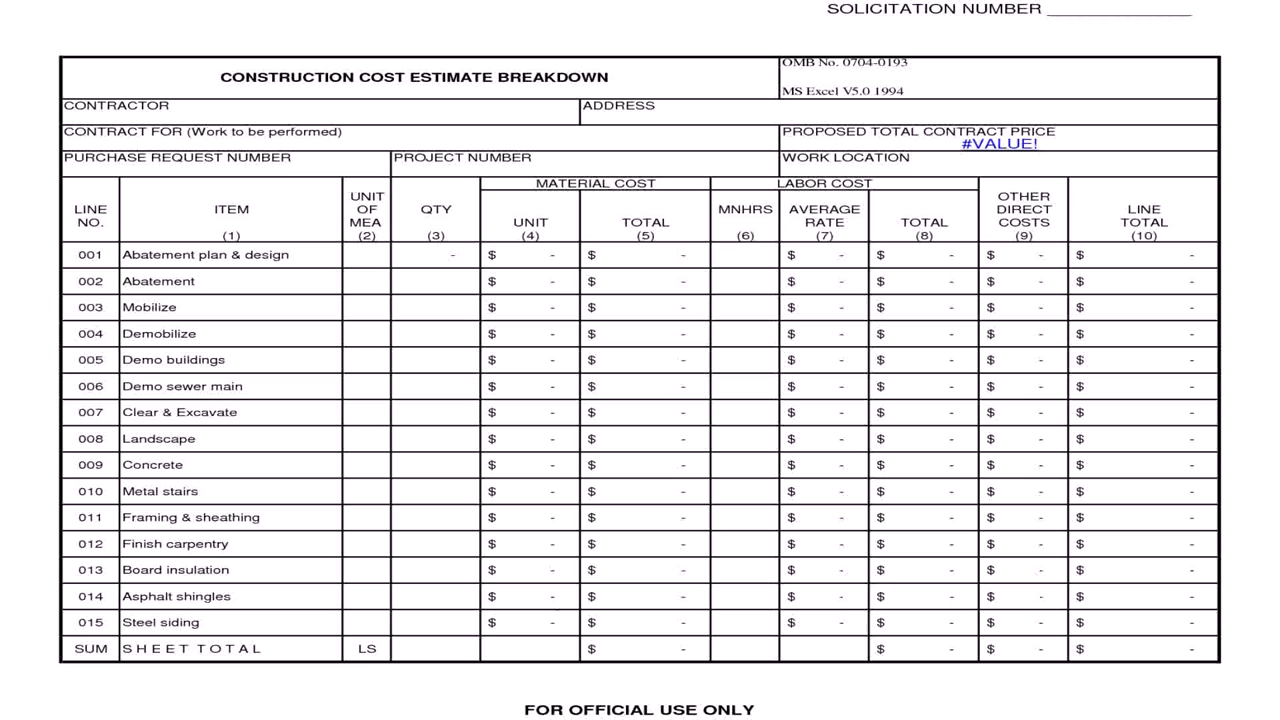 SOLICITATION NUMBER _______________
CONSTRUCTION COST ESTIMATE BREAKDOWN
OMB No. 0704-0193
MS Excel V5.0 1994
CONTRACTOR ADDRESS
CONTRACT FOR (Work to be performed) PROPOSED TOTAL CONTRACT PRICE
#VALUE!
PURCHASE REQUEST NUMBER PROJECT NUMBER WORK LOCATION
MATERIAL COST LABOR COST
LINE NO. ITEM (1) UNIT OF MEA (2) QTY (3) UNIT (4) TOTAL (5) MNHRS (6) AVERAGE RATE (7) TOTAL (8) OTHER DIRECT COSTS (9) LINE TOTAL (10)
001 Abatement plan & design - $ - $ - $ - $ - $ - $ -
002 Abatement $ - $ - $ - $ - $ - $ -
003 Mobilize $ - $ - $ - $ - $ - $ -
004 Demobilize $ - $ - $ - $ - $ - $ -
005 Demo buildings $ - $ - $ - $ - $ - $ -
006 Demo sewer main $ - $ - $ - $ - $ - $ -
007 Clear & Excavate $ - $ - $ - $ - $ - $ -
008 Landscape $ - $ - $ - $ - $ - $ -
009 Concrete $ - $ - $ - $ - $ - $ -
010 Metal stairs $ - $ - $ - $ - $ - $ -
011 Framing & sheathing $ - $ - $ - $ - $ - $ -
012 Finish carpentry $ - $ - $ - $ - $ - $ -
013 Board insulation $ - $ - $ - $ - $ - $ -
014 Asphalt shingles $ - $ - $ - $ - $ - $ -
015 Steel siding $ - $ - $ - $ - $ - $ -
SUM S H E E T T O T A L LS $ - $ - $ - $ -
FOR OFFICIAL USE ONLY